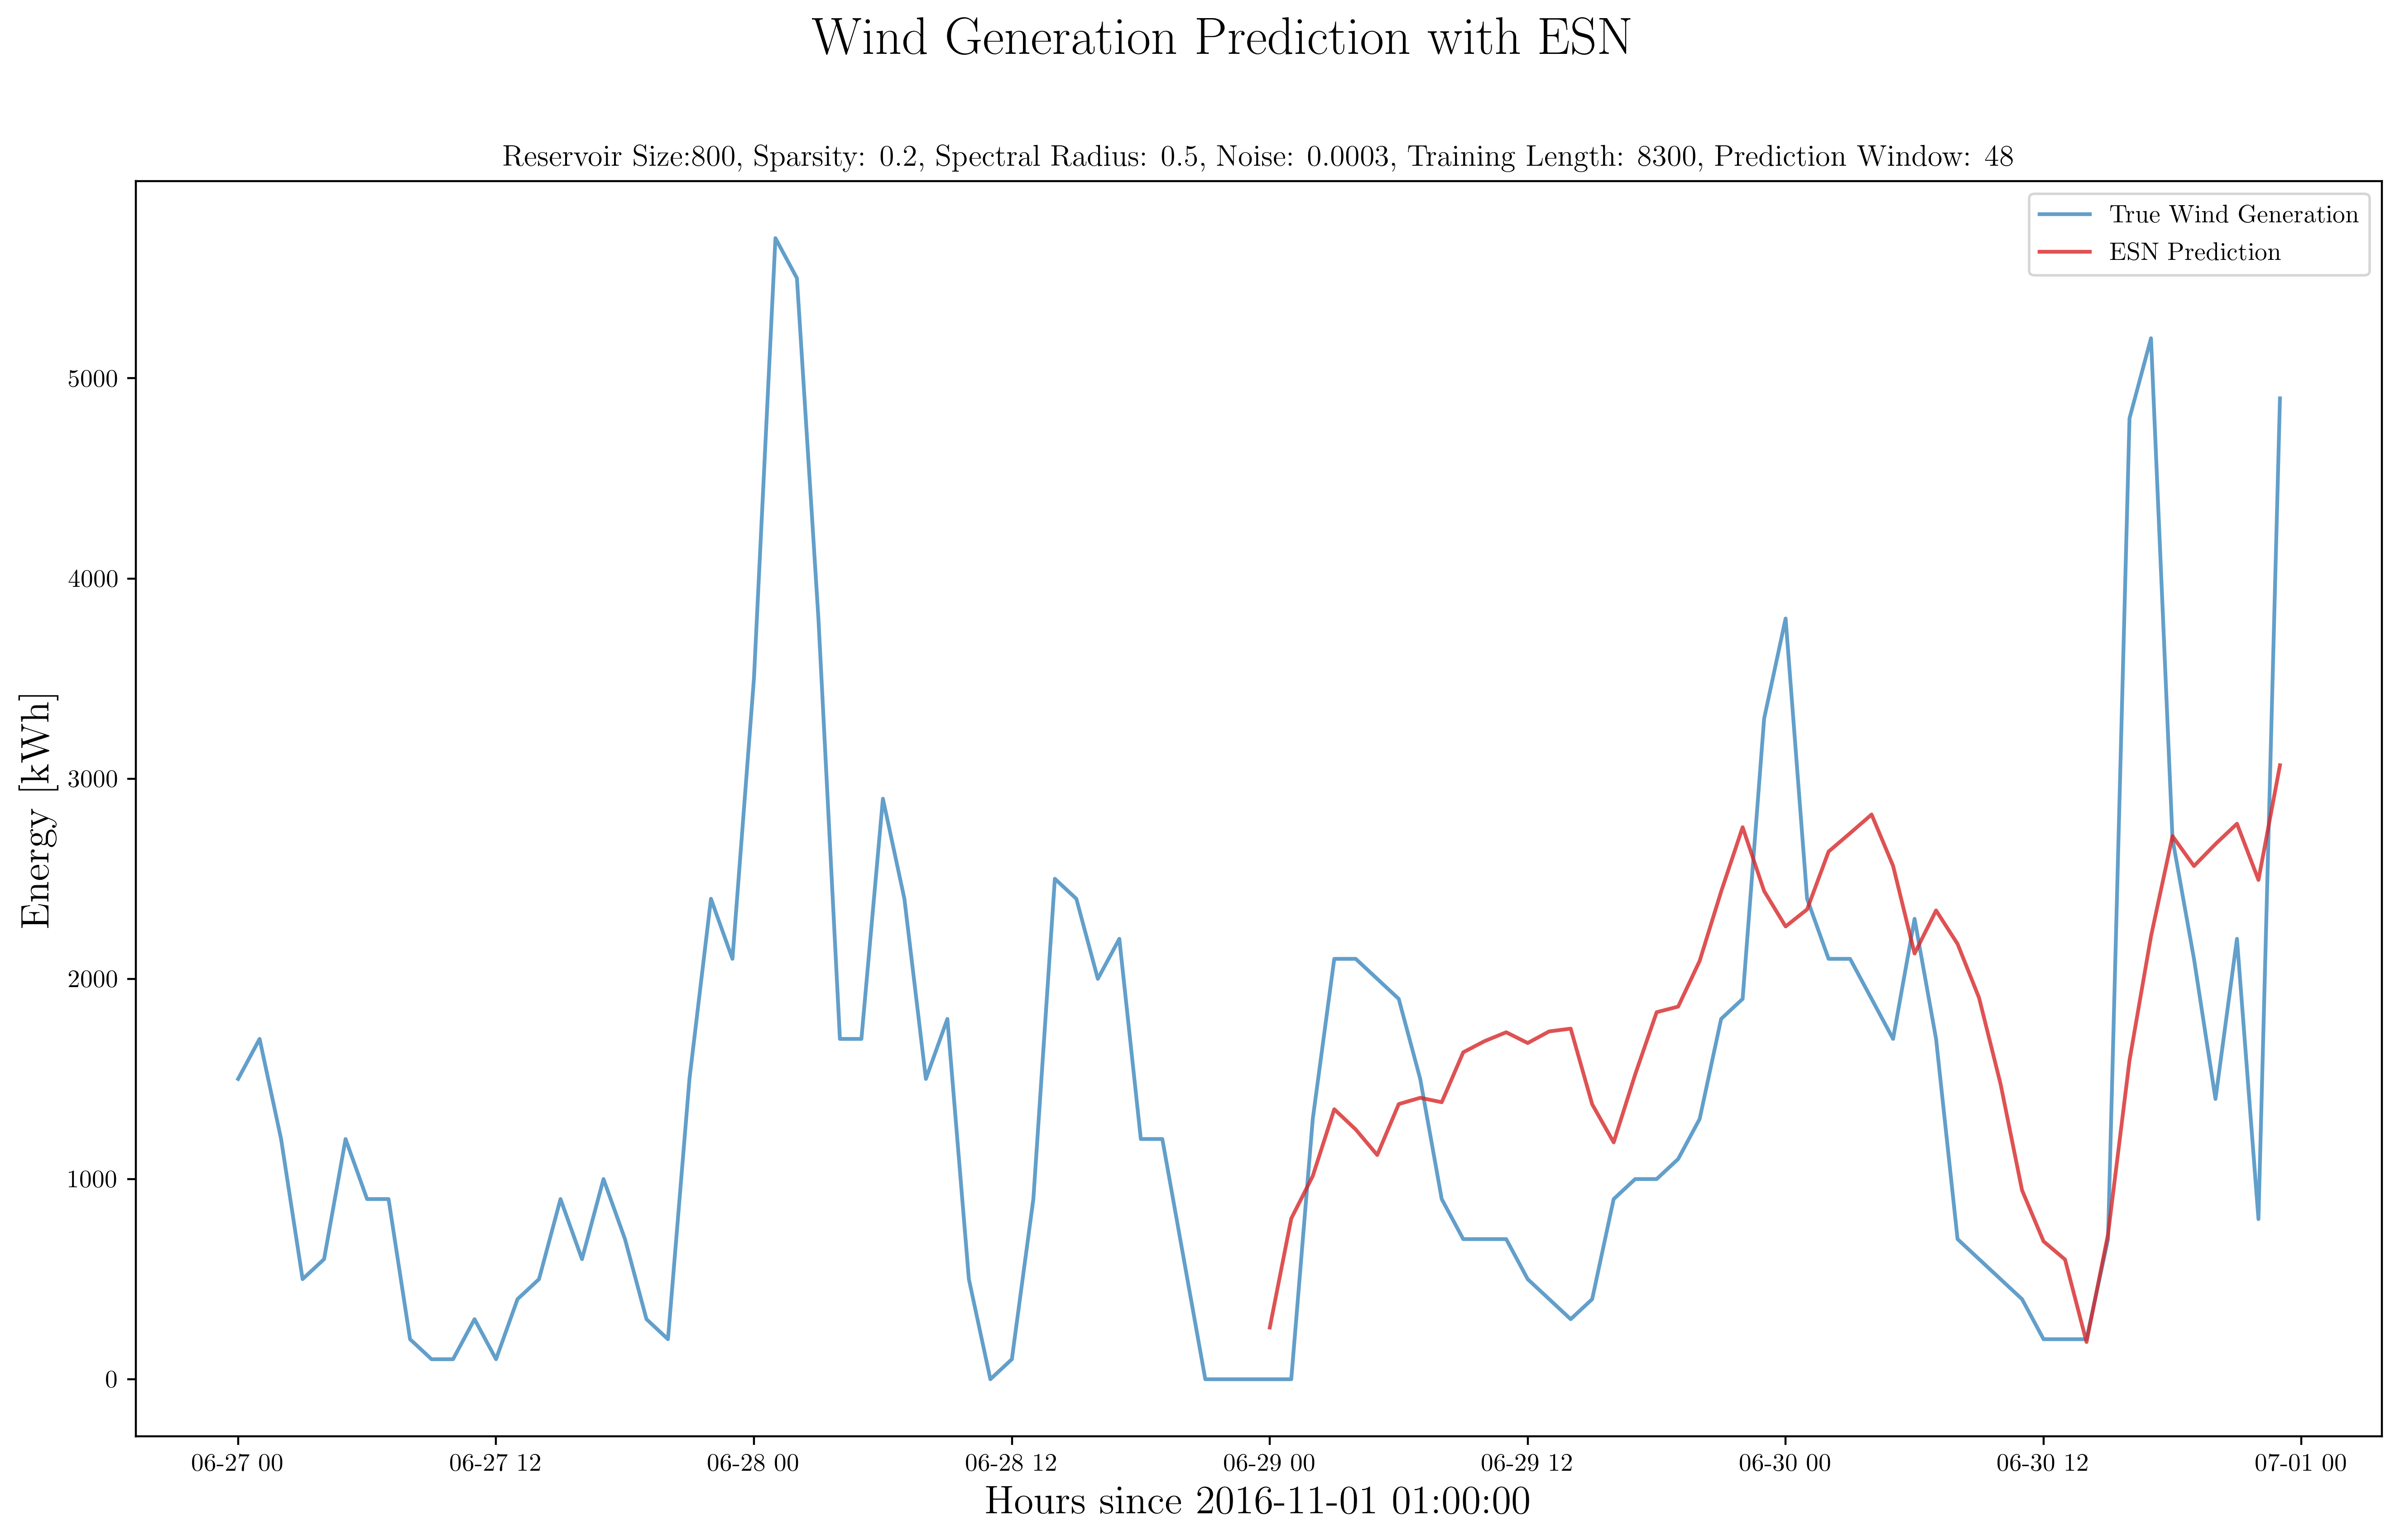 Wind Generation Prediction with ESN
Reservoir Size:800, Sparsity: 0.2, Spectral Radius: 0.5, Noise: 0.0003, Training Length: 8300, Prediction Window: 48
True Wind Generation
ESN Prediction
Energy [kWh]
5000
4000
3000
2000
1000
0
06-27 00 06-27 12 06-28 00 06-28 12 06-29 00 06-29 12 06-30 00 06-30 12 07-01 00
Hours since 2016-11-01 01:00:00